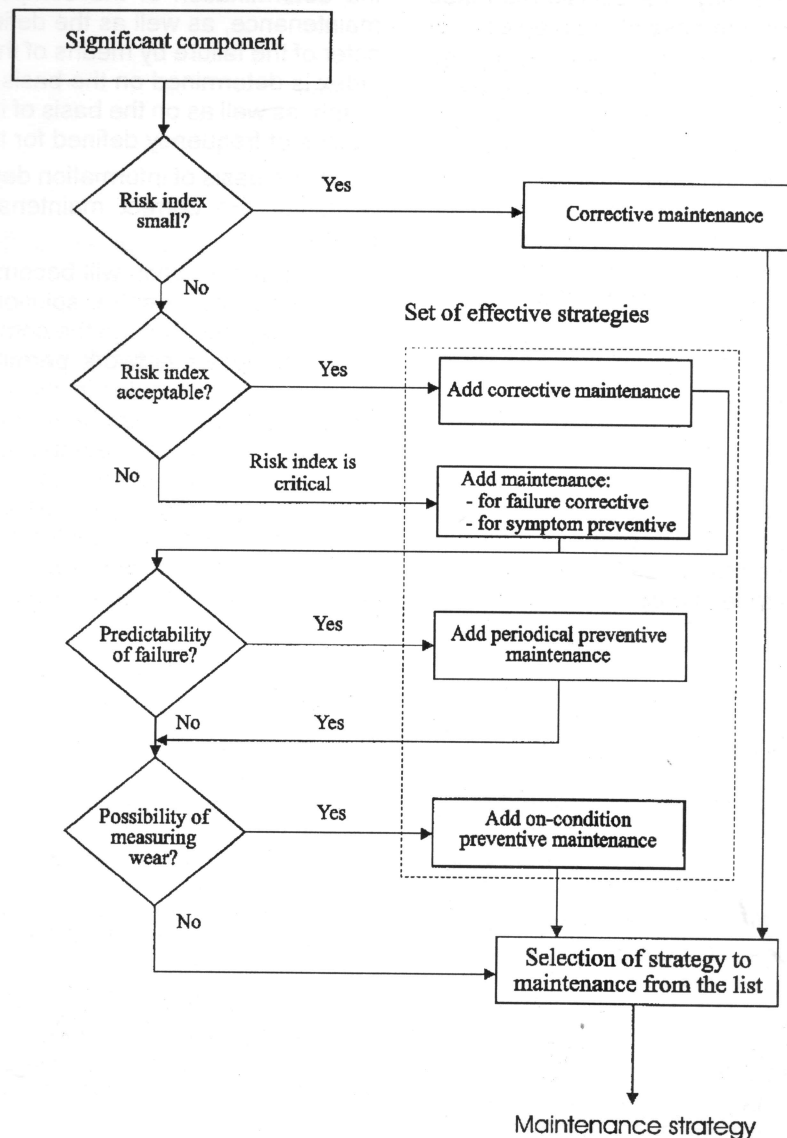 Significant component
Risk index
small?
Yes
Corrective maintenance
No
Set of effective strategies
Risk index
acceptable?
Yes
Add corrective maintenance
No
Risk index is
critical
Add maintenance:
- for failure corrective
- for symptom preventive
Predictability
of failure?
Yes
Add periodical preventive
maintenance
No
Yes
Possibility of
measuring
wear?
Yes
Add on-condition
preventive maintenance
No
Selection of strategy to
maintenance from the list
Maintenance strategy